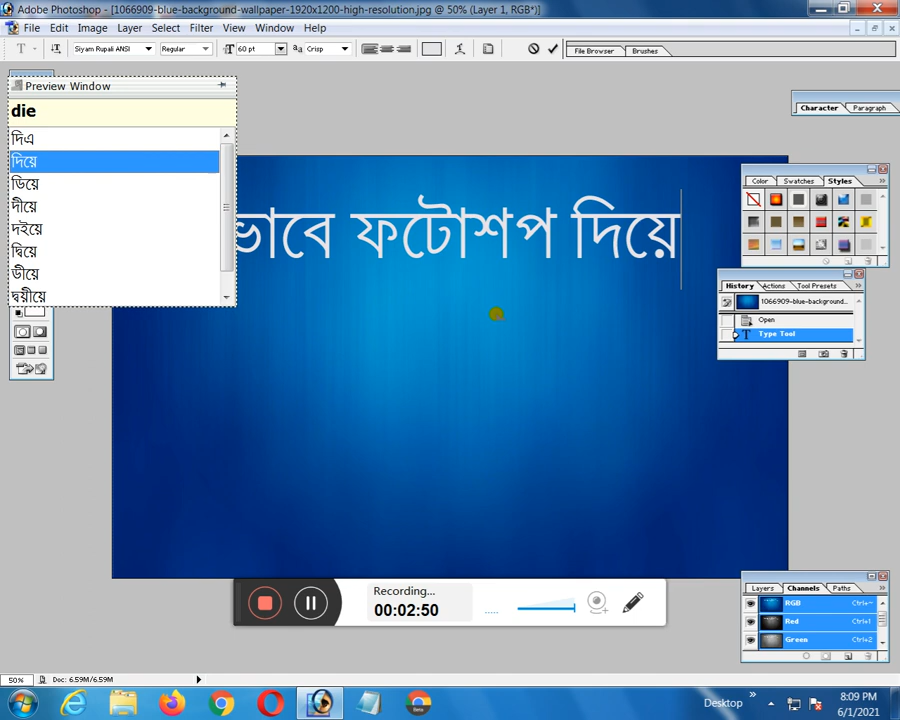 Adobe Photoshop - [1066909-blue-background-wallpaper-1920x1200-high-resolution.jpg @ 50% (Layer 1, RGB*)]
File Edit Image Layer Select Filter View Window Help
T Siyam Rupali ANSI Regular T 60 pt aa Crisp File Browser Brushes
Preview Window
die
দিএ
দিয়ে
ডিয়ে
দীয়ে
দইয়ে
দ্বিয়ে
ডীয়ে
দ্বয়ীয়ে
ভাবে ফটোশপ দিয়ে
Character Paragraph
Color Swatches Styles
History Actions Tool Presets
1066909-blue-background...
Open
T Type Tool
Recording...
00:02:50
Layers Channels Paths
RGB Ctrl+~
Red Ctrl+1
Green Ctrl+2
50% Doc: 6.59M/6.59M
Beta
Desktop
8:09 PM
6/1/2021